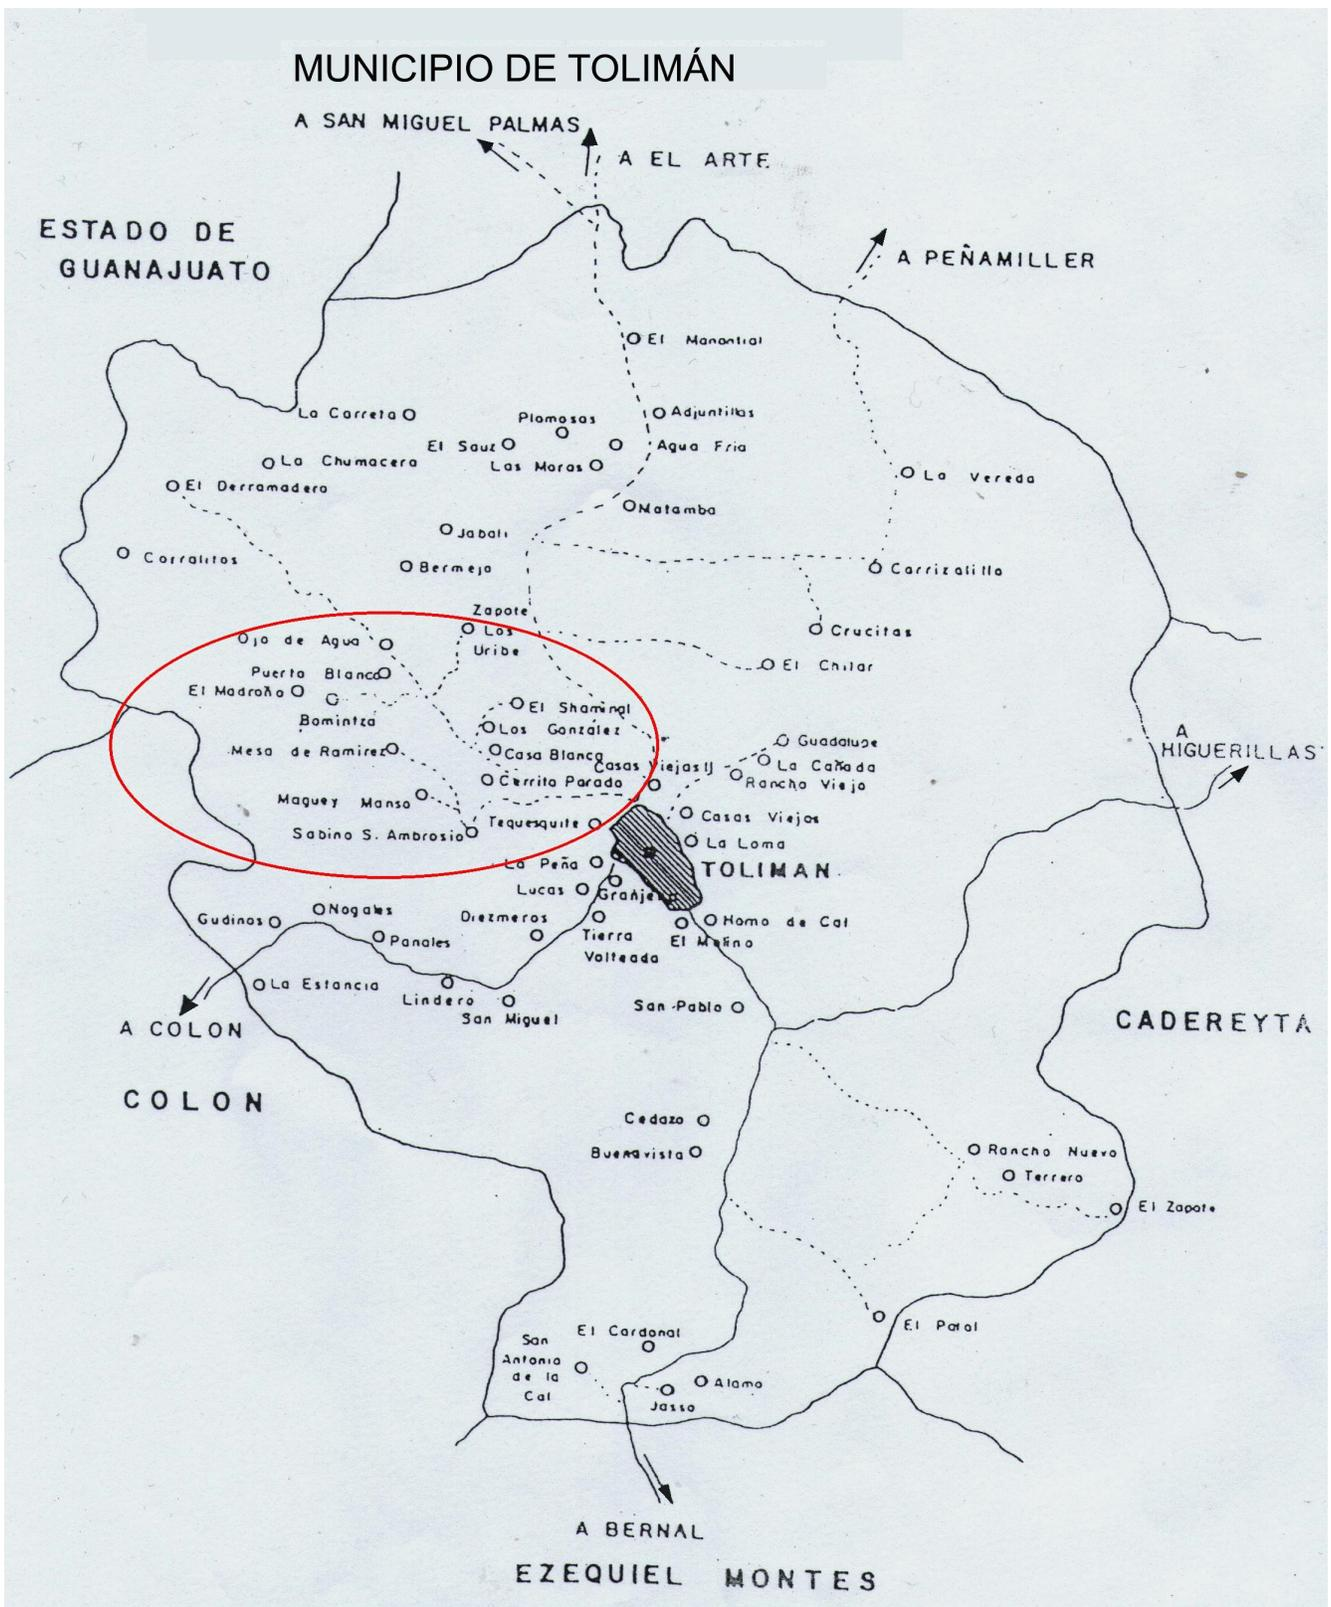 MUNICIPIO DE TOLIMÁN
A SAN MIGUEL PALMAS
A EL ARTE
ESTADO DE
GUANAJUATO
A PEÑAMILLER
El Manantial
La Carreta
Plomosas
Adjuntillas
El Sauz
Agua Fria
Las Moras
La Chumacera
La Vereda
El Derramadero
Matamba
Jabali
Corralitos
Bermejo
Carrizalillo
Zapote
Los
Uribe
Crucitas
Ojo de Agua
El Chilar
Puerto Blanco
El Madroño
El Shaminal
Bomintza
Los González
Guadalupe
A
HIGUERILLAS
Mesa de Ramirez
Casa Blanca
Casas Viejas II
La Cañada
Cerrito Parado
Rancho Viejo
Maguey Manso
Tequesquite
Casas Viejas
Sabino S. Ambrosio
La Loma
La Peña
TOLIMAN
Lucas
Granjeno
Nogales
Gudinos
Diezmeros
Homo de Cal
Panales
Tierra
Volteada
El Molino
La Estancia
Lindero
San Miguel
San Pablo
A COLON
CADEREYTA
COLON
Cedazo
Buenavista
Rancho Nuevo
Terrero
El Zapote
El Patol
San
Antonio
de la
Cal
El Cardonal
Alamo
Jasso
A BERNAL
EZEQUIEL MONTES